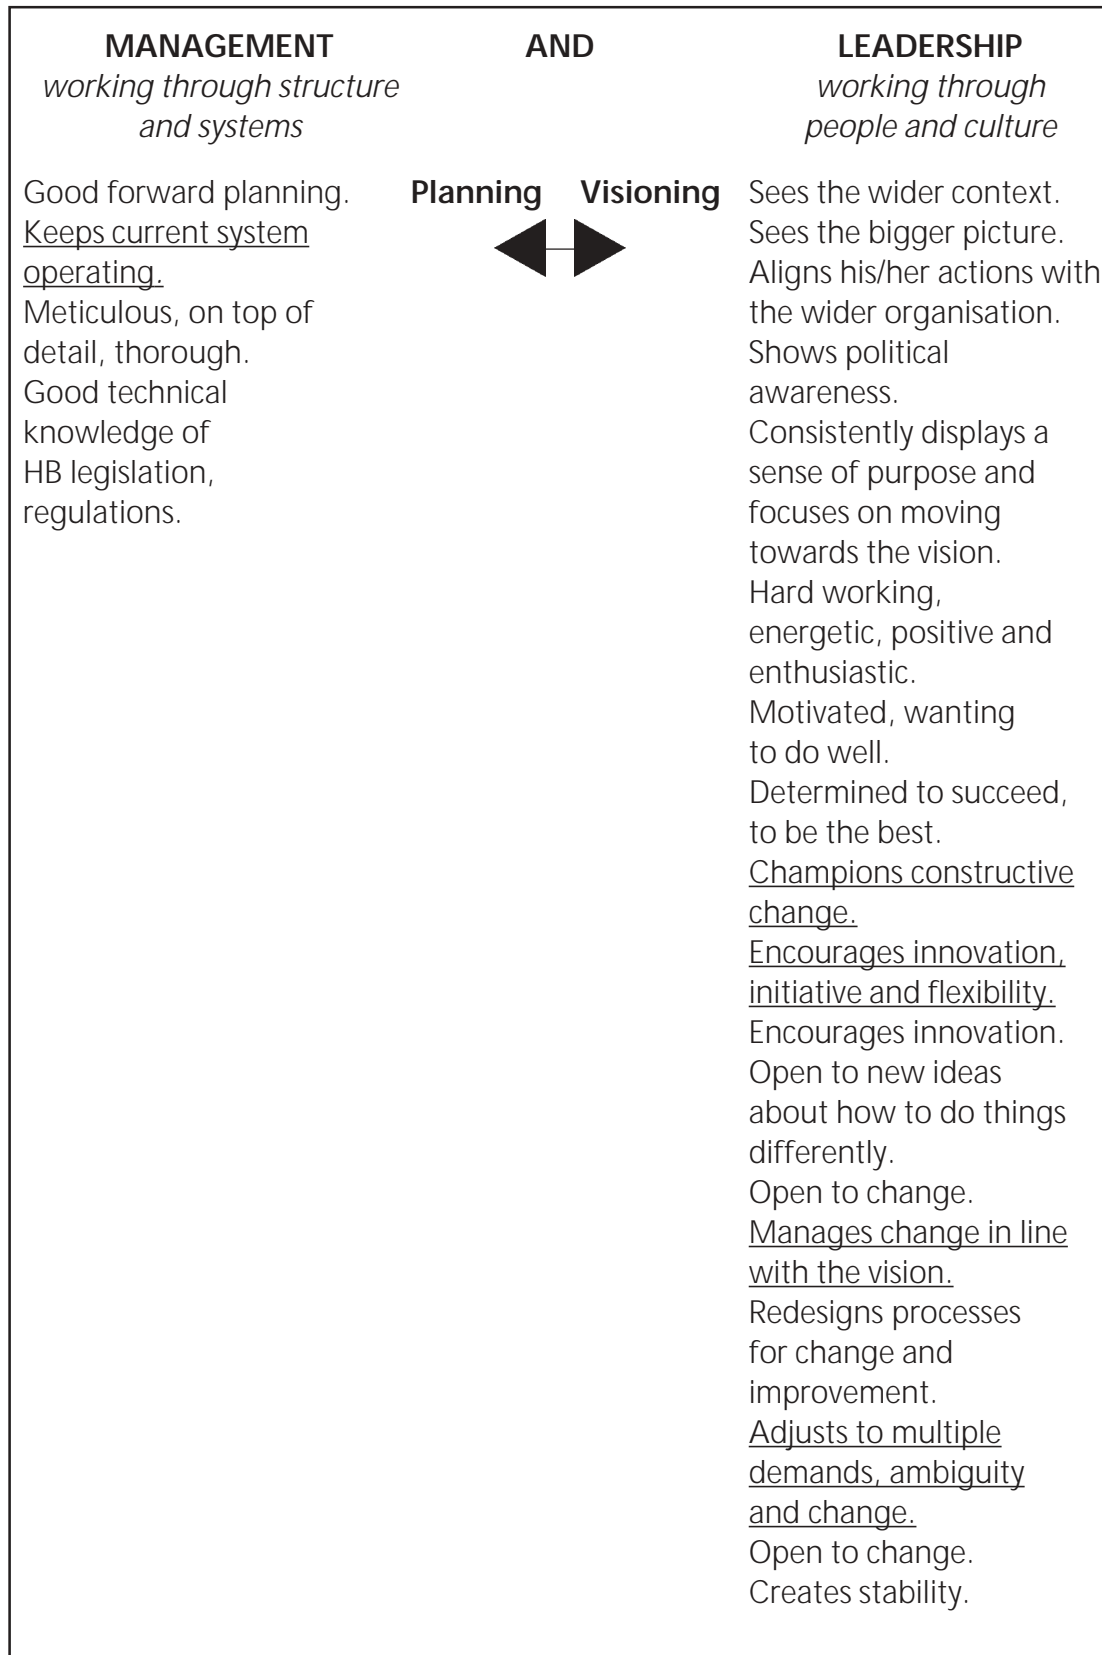 MANAGEMENT AND LEADERSHIP
working through structure
and systems
working through
people and culture
Good forward planning.
Keeps current system
operating.
Meticulous, on top of
detail, thorough.
Good technical
knowledge of
HB legislation,
regulations.
Planning Visioning
Sees the wider context.
Sees the bigger picture.
Aligns his/her actions with
the wider organisation.
Shows political
awareness.
Consistently displays a
sense of purpose and
focuses on moving
towards the vision.
Hard working,
energetic, positive and
enthusiastic.
Motivated, wanting
to do well.
Determined to succeed,
to be the best.
Champions constructive
change.
Encourages innovation,
initiative and flexibility.
Encourages innovation.
Open to new ideas
about how to do things
differently.
Open to change.
Manages change in line
with the vision.
Redesigns processes
for change and
improvement.
Adjusts to multiple
demands, ambiguity
and change.
Open to change.
Creates stability.